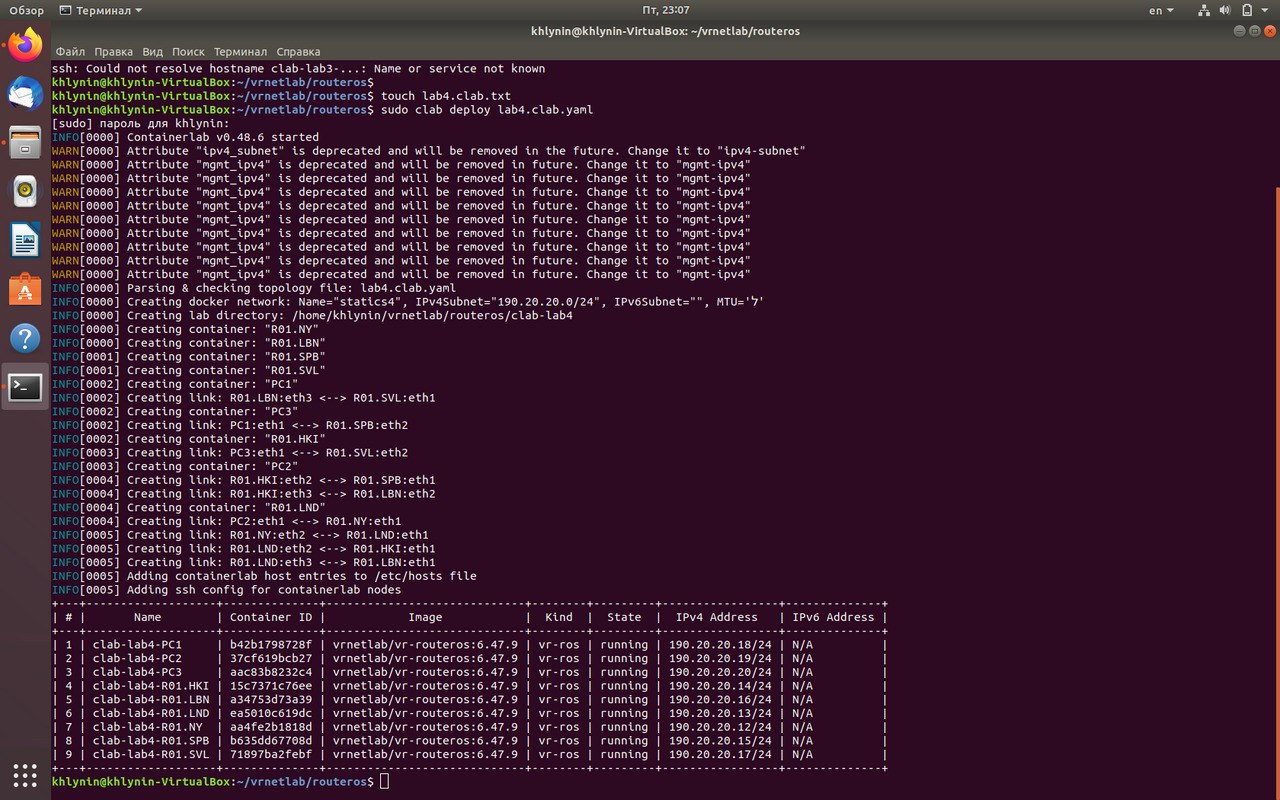 Обзор Терминал Пт, 23:07 en
khlynin@khlynin-VirtualBox: ~/vrnetlab/routeros
Файл Правка Вид Поиск Терминал Справка
ssh: Could not resolve hostname clab-lab3-...: Name or service not known
khlynin@khlynin-VirtualBox:~/vrnetlab/routeros$
khlynin@khlynin-VirtualBox:~/vrnetlab/routeros$ touch lab4.clab.txt
khlynin@khlynin-VirtualBox:~/vrnetlab/routeros$ sudo clab deploy lab4.clab.yaml
[sudo] пароль для khlynin:
INFO[0000] Containerlab v0.48.6 started
WARN[0000] Attribute "ipv4_subnet" is deprecated and will be removed in the future. Change it to "ipv4-subnet"
WARN[0000] Attribute "mgmt_ipv4" is deprecated and will be removed in future. Change it to "mgmt-ipv4"
WARN[0000] Attribute "mgmt_ipv4" is deprecated and will be removed in future. Change it to "mgmt-ipv4"
WARN[0000] Attribute "mgmt_ipv4" is deprecated and will be removed in future. Change it to "mgmt-ipv4"
WARN[0000] Attribute "mgmt_ipv4" is deprecated and will be removed in future. Change it to "mgmt-ipv4"
WARN[0000] Attribute "mgmt_ipv4" is deprecated and will be removed in future. Change it to "mgmt-ipv4"
WARN[0000] Attribute "mgmt_ipv4" is deprecated and will be removed in future. Change it to "mgmt-ipv4"
WARN[0000] Attribute "mgmt_ipv4" is deprecated and will be removed in future. Change it to "mgmt-ipv4"
WARN[0000] Attribute "mgmt_ipv4" is deprecated and will be removed in future. Change it to "mgmt-ipv4"
WARN[0000] Attribute "mgmt_ipv4" is deprecated and will be removed in future. Change it to "mgmt-ipv4"
INFO[0000] Parsing & checking topology file: lab4.clab.yaml
INFO[0000] Creating docker network: Name="statics4", IPv4Subnet="190.20.20.0/24", IPv6Subnet="", MTU='ל'
INFO[0000] Creating lab directory: /home/khlynin/vrnetlab/routeros/clab-lab4
INFO[0000] Creating container: "R01.NY"
INFO[0000] Creating container: "R01.LBN"
INFO[0001] Creating container: "R01.SPB"
INFO[0001] Creating container: "R01.SVL"
INFO[0002] Creating container: "PC1"
INFO[0002] Creating link: R01.LBN:eth3 <--> R01.SVL:eth1
INFO[0002] Creating container: "PC3"
INFO[0002] Creating link: PC1:eth1 <--> R01.SPB:eth2
INFO[0002] Creating container: "R01.HKI"
INFO[0003] Creating link: PC3:eth1 <--> R01.SVL:eth2
INFO[0003] Creating container: "PC2"
INFO[0004] Creating link: R01.HKI:eth2 <--> R01.SPB:eth1
INFO[0004] Creating link: R01.HKI:eth3 <--> R01.LBN:eth2
INFO[0004] Creating container: "R01.LND"
INFO[0004] Creating link: PC2:eth1 <--> R01.NY:eth1
INFO[0005] Creating link: R01.NY:eth2 <--> R01.LND:eth1
INFO[0005] Creating link: R01.LND:eth2 <--> R01.HKI:eth1
INFO[0005] Creating link: R01.LND:eth3 <--> R01.LBN:eth1
INFO[0005] Adding containerlab host entries to /etc/hosts file
INFO[0005] Adding ssh config for containerlab nodes
| # | Name | Container ID | Image | Kind | State | IPv4 Address | IPv6 Address |
| 1 | clab-lab4-PC1 | b42b1798728f | vrnetlab/vr-routeros:6.47.9 | vr-ros | running | 190.20.20.18/24 | N/A |
| 2 | clab-lab4-PC2 | 37cf619bcb27 | vrnetlab/vr-routeros:6.47.9 | vr-ros | running | 190.20.20.19/24 | N/A |
| 3 | clab-lab4-PC3 | aac83b8232c4 | vrnetlab/vr-routeros:6.47.9 | vr-ros | running | 190.20.20.20/24 | N/A |
| 4 | clab-lab4-R01.HKI | 15c7371c76ee | vrnetlab/vr-routeros:6.47.9 | vr-ros | running | 190.20.20.14/24 | N/A |
| 5 | clab-lab4-R01.LBN | a34753d73a39 | vrnetlab/vr-routeros:6.47.9 | vr-ros | running | 190.20.20.16/24 | N/A |
| 6 | clab-lab4-R01.LND | ea5010c619dc | vrnetlab/vr-routeros:6.47.9 | vr-ros | running | 190.20.20.13/24 | N/A |
| 7 | clab-lab4-R01.NY | aa4fe2b1818d | vrnetlab/vr-routeros:6.47.9 | vr-ros | running | 190.20.20.12/24 | N/A |
| 8 | clab-lab4-R01.SPB | b635dd67708d | vrnetlab/vr-routeros:6.47.9 | vr-ros | running | 190.20.20.15/24 | N/A |
| 9 | clab-lab4-R01.SVL | 71897ba2febf | vrnetlab/vr-routeros:6.47.9 | vr-ros | running | 190.20.20.17/24 | N/A |
khlynin@khlynin-VirtualBox:~/vrnetlab/routeros$